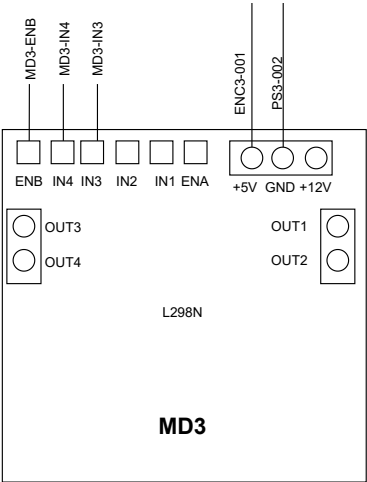 MD3-ENB
MD3-IN4
MD3-IN3
ENC3-001
PS3-002
ENB IN4 IN3 IN2 IN1 ENA
+5V GND +12V
OUT3
OUT4
OUT1
OUT2
L298N
MD3